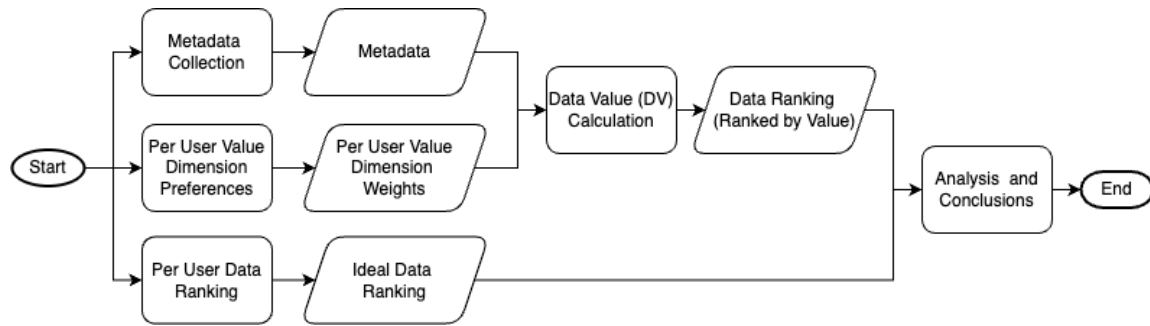 Start
Metadata
Collection
Metadata
Per User Value
Dimension
Preferences
Per User Value
Dimension
Weights
Per User Data
Ranking
Ideal Data
Ranking
Data Value (DV)
Calculation
Data Ranking
(Ranked by Value)
Analysis and
Conclusions
End